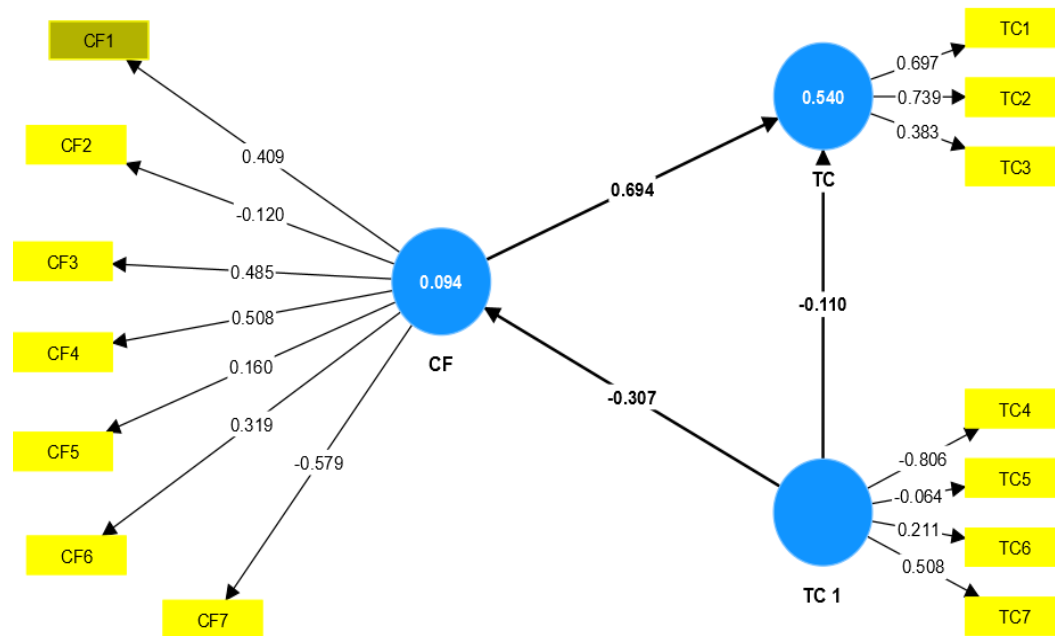 CF1
TC1
0.697
0.540
0.739
TC2
CF2
0.409
0.383
TC3
TC
-0.120
0.694
CF3
0.485
0.094
CF4
0.508
-0.110
0.160
CF
-0.307
0.319
TC4
CF5
-0.579
-0.806
TC5
-0.064
0.211
TC6
CF6
0.508
TC 1
CF7
TC7